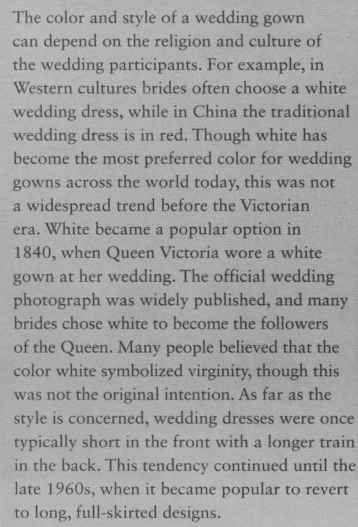 The color and style of a wedding gown
can depend on the religion and culture of
the wedding participants. For example, in
Western cultures brides often choose a white
wedding dress, while in China the traditional
wedding dress is in red. Though white has
become the most preferred color for wedding
gowns across the world today, this was not
a widespread trend before the Victorian
era. White became a popular option in
1840, when Queen Victoria wore a white
gown at her wedding. The official wedding
photograph was widely published, and many
brides chose white to become the followers
of the Queen. Many people believed that the
color white symbolized virginity, though this
was not the original intention. As far as the
style is concerned, wedding dresses were once
typically short in the front with a longer train
in the back. This tendency continued until the
late 1960s, when it became popular to revert
to long, full-skirted designs.